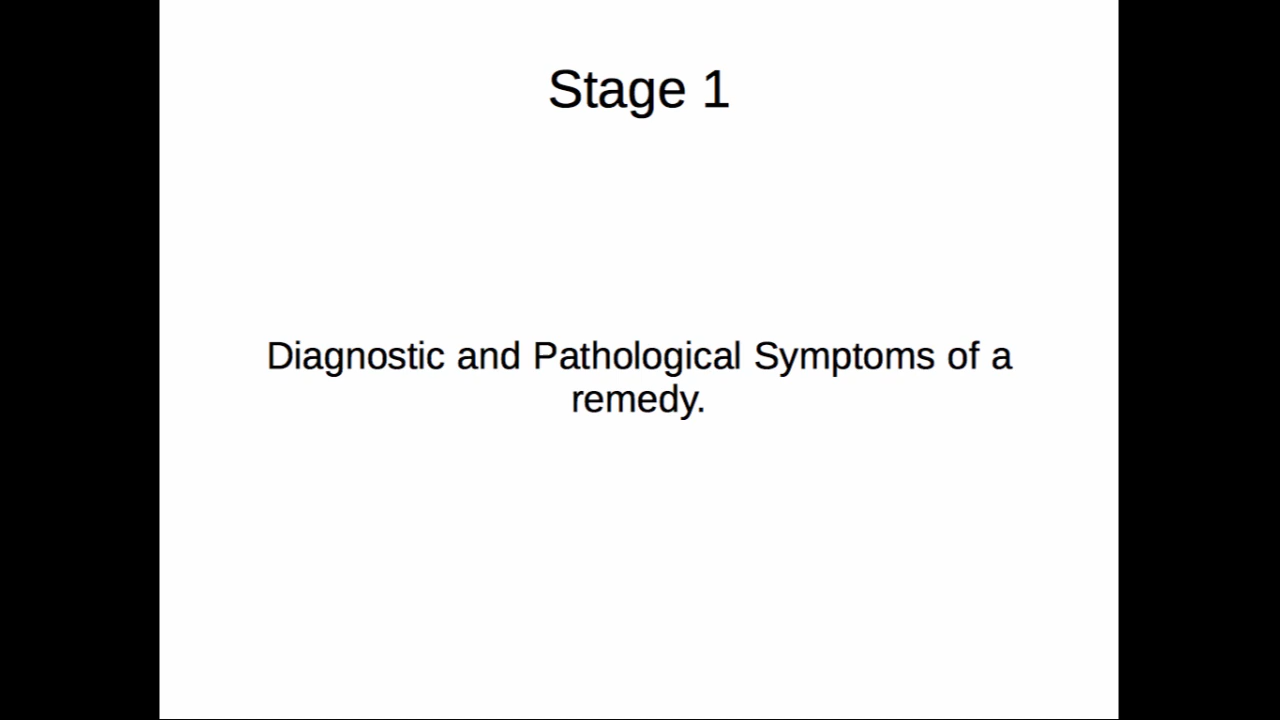 Stage 1
Diagnostic and Pathological Symptoms of a
remedy.